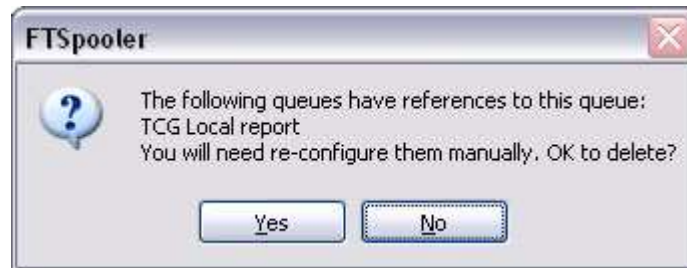 FTSpooler
The following queues have references to this queue:
TCG Local report
You will need re-configure them manually. OK to delete?
Yes
No